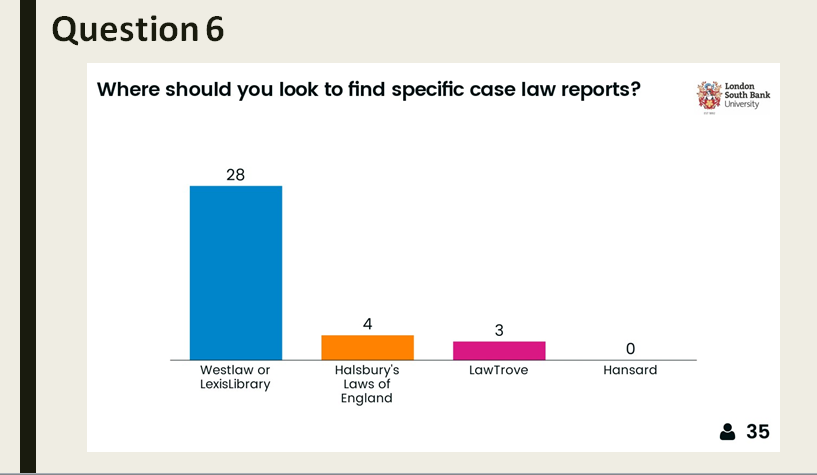 Question 6
Where should you look to find specific case law reports?
London
South Bank
University
28
4
3
0
Westlaw or
LexisLibrary
Halsbury's
Laws of
England
LawTrove
Hansard
35